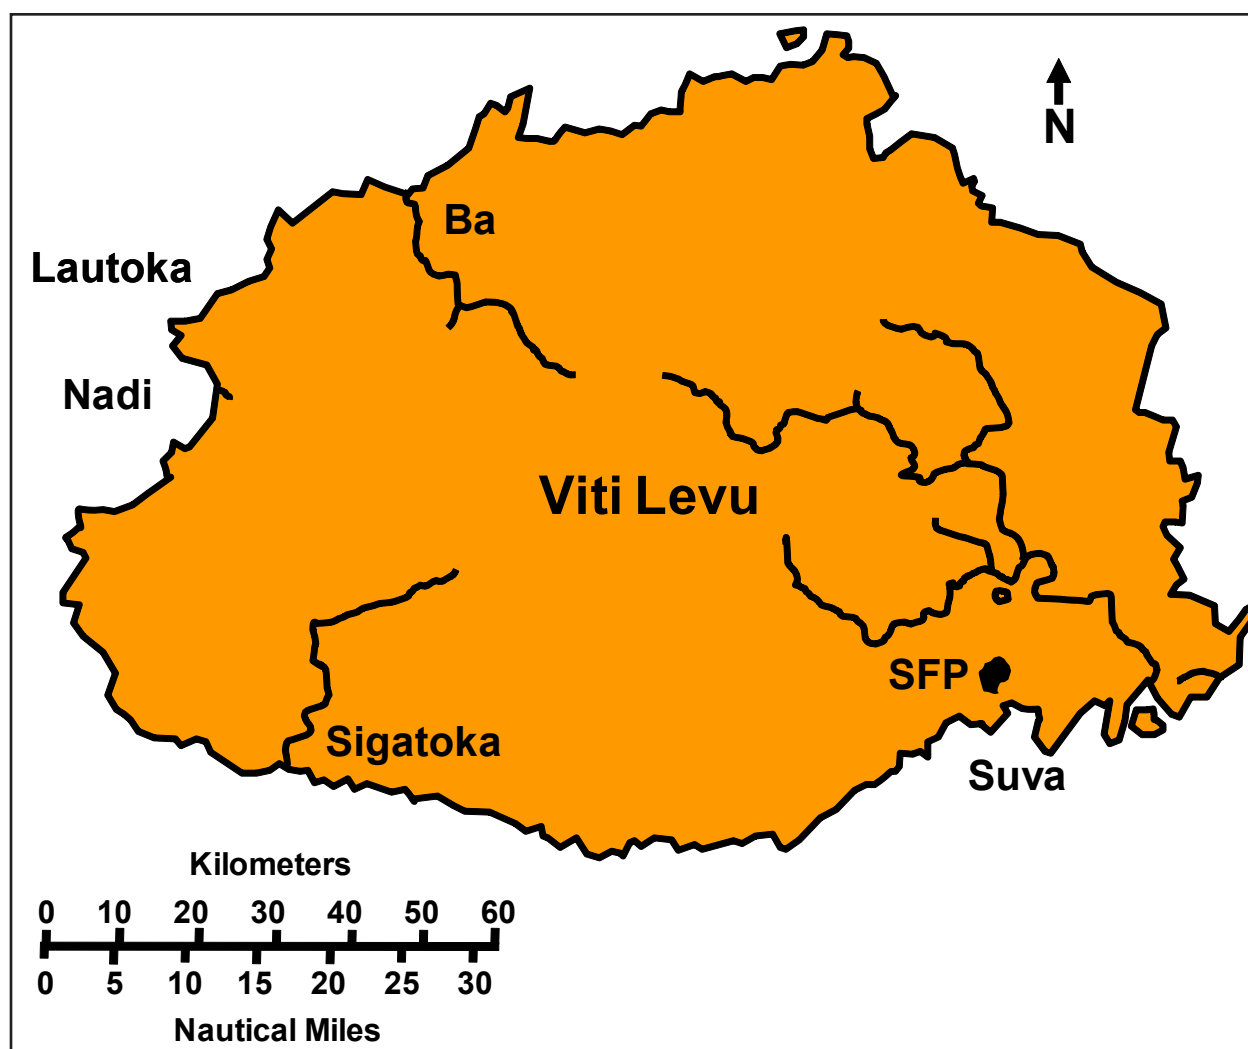 N
Ba
Lautoka
Nadi
Viti Levu
SFP
Sigatoka
Suva
Kilometers
0 10 20 30 40 50 60
0 5 10 15 20 25 30
Nautical Miles